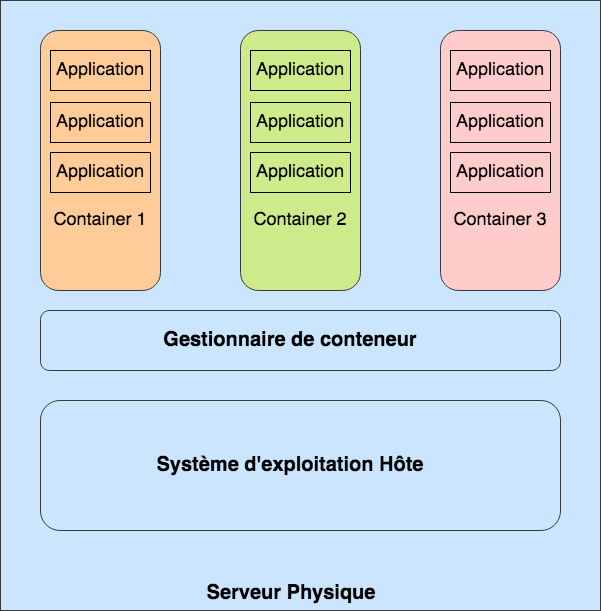 Application
Application
Application
Container 1
Application
Application
Application
Container 2
Application
Application
Application
Container 3
Gestionnaire de conteneur
Système d'exploitation Hôte
Serveur Physique